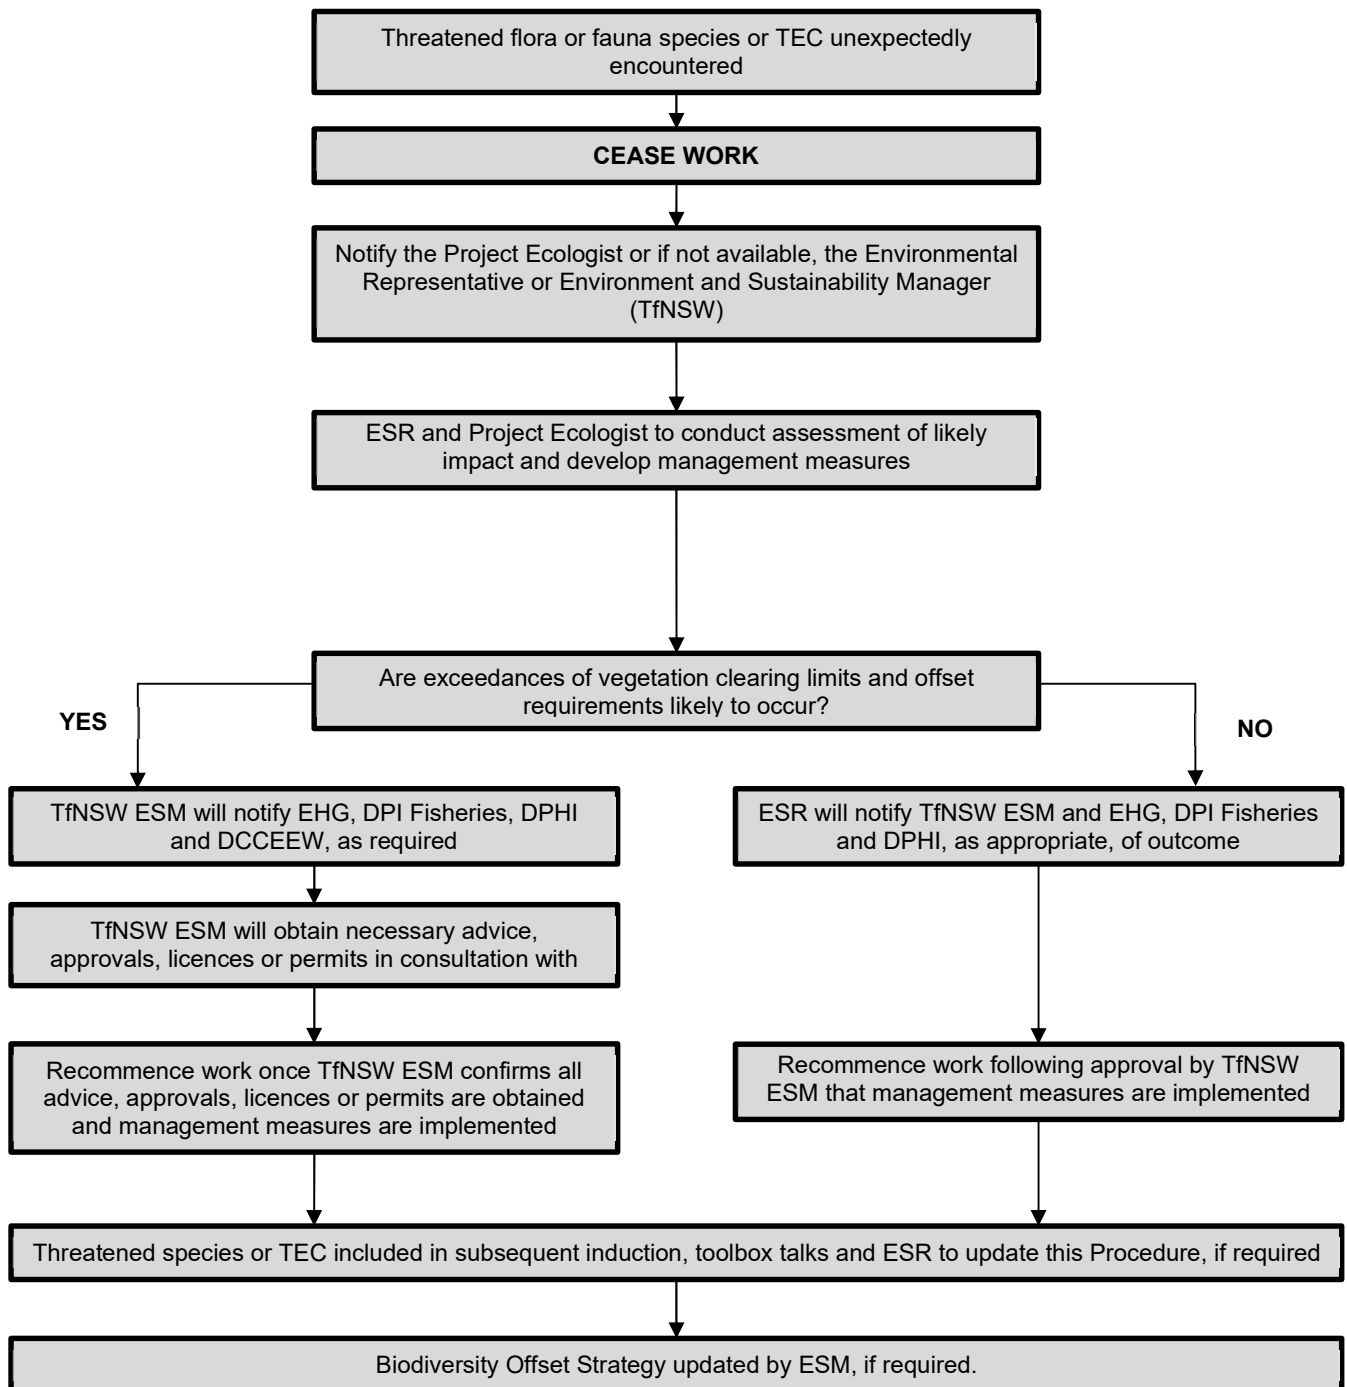 Threatened flora or fauna species or TEC unexpectedly
encountered
CEASE WORK
Notify the Project Ecologist or if not available, the Environmental
Representative or Environment and Sustainability Manager
(TfNSW)
ESR and Project Ecologist to conduct assessment of likely
impact and develop management measures
Are exceedances of vegetation clearing limits and offset
requirements likely to occur?
YES
NO
TfNSW ESM will notify EHG, DPI Fisheries, DPHI
and DCCEEW, as required
ESR will notify TfNSW ESM and EHG, DPI Fisheries
and DPHI, as appropriate, of outcome
TfNSW ESM will obtain necessary advice,
approvals, licences or permits in consultation with
Recommence work once TfNSW ESM confirms all
advice, approvals, licences or permits are obtained
and management measures are implemented
Recommence work following approval by TfNSW
ESM that management measures are implemented
Threatened species or TEC included in subsequent induction, toolbox talks and ESR to update this Procedure, if required
Biodiversity Offset Strategy updated by ESM, if required.